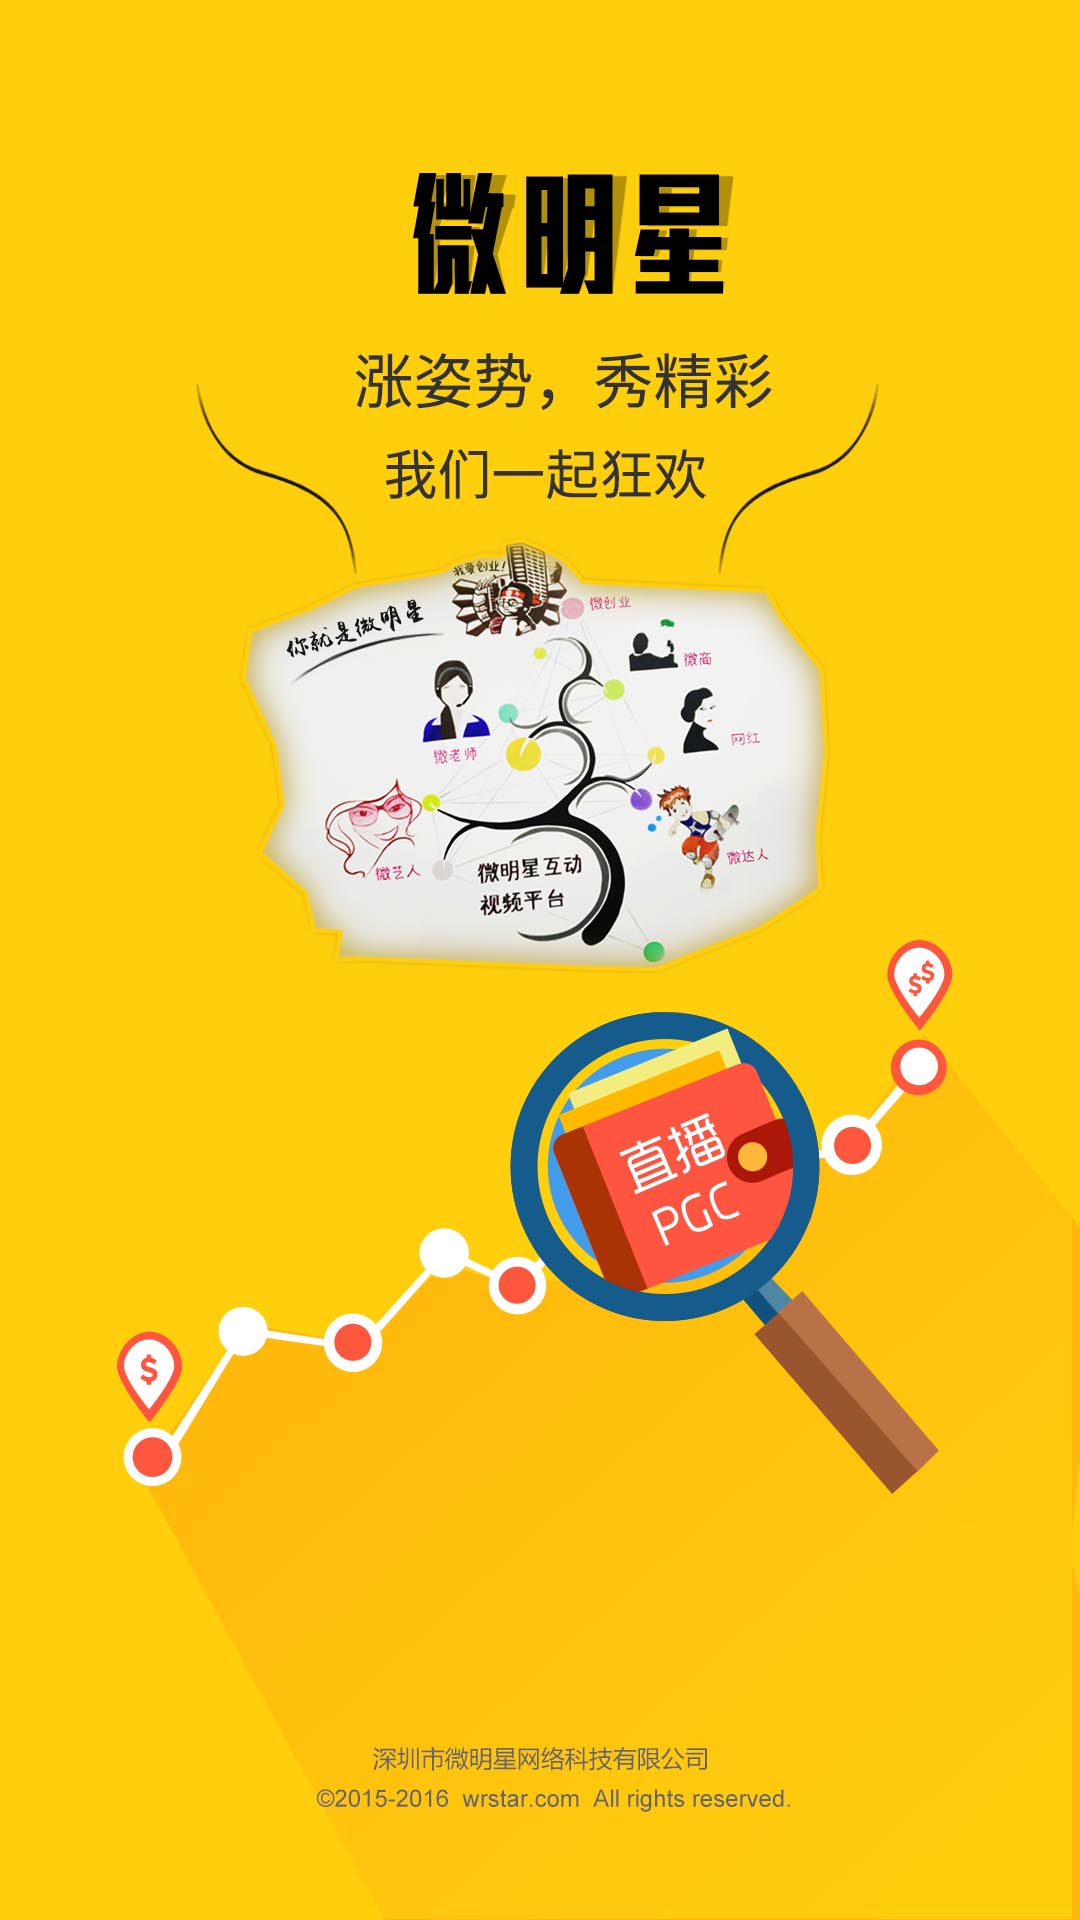 微明星
涨姿势，秀精彩
我们一起狂欢
我要创业！
微创业
你就是微明星
微商
网红
微老师
微艺人
微达人
微明星互动
视频平台
$$
直播
PGC
$
深圳市微明星网络科技有限公司
©2015-2016 wrstar.com All rights reserved.